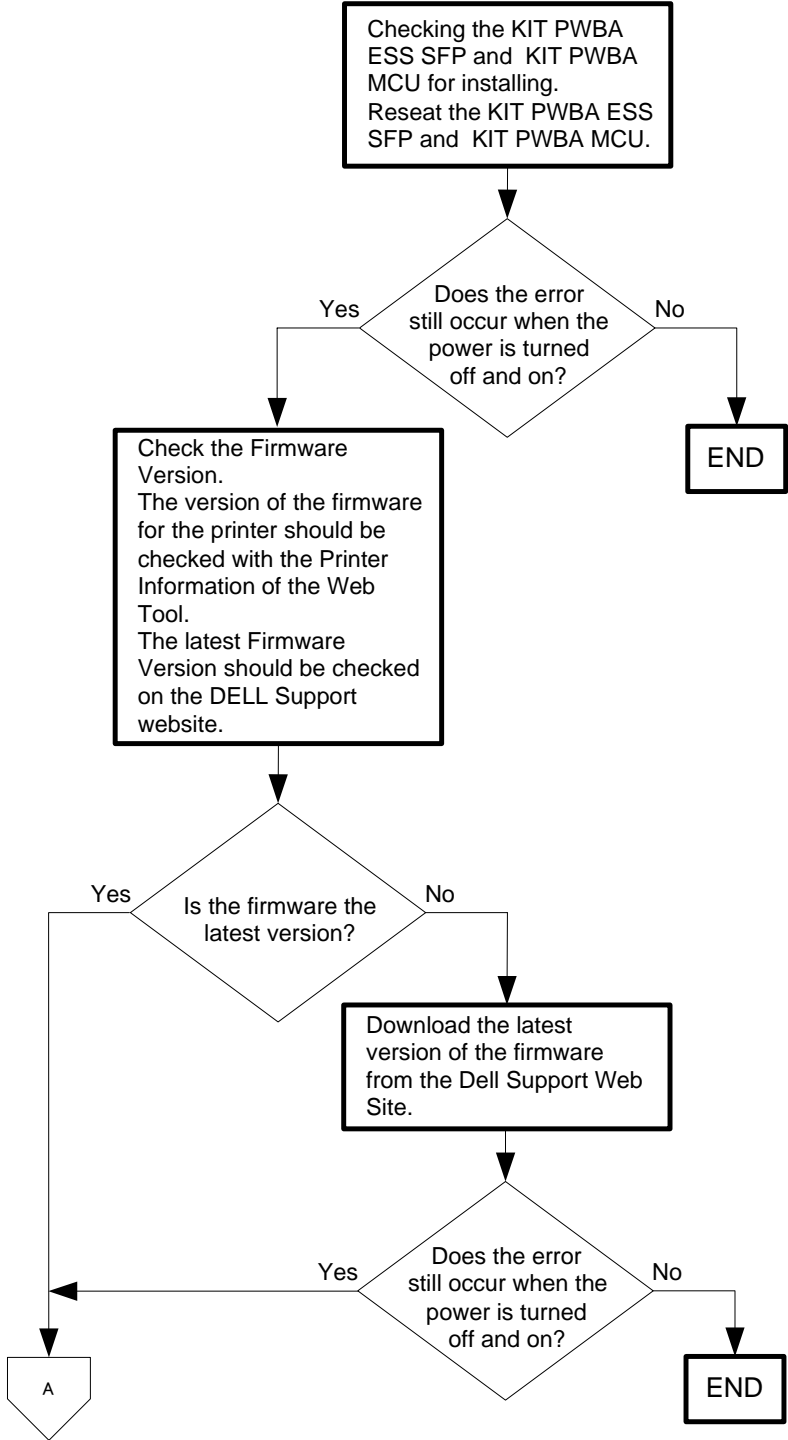 Checking the KIT PWBA
ESS SFP and  KIT PWBA
MCU for installing.
Reseat the KIT PWBA ESS
SFP and  KIT PWBA MCU.
Does the error
still occur when the
power is turned
off and on?
Yes
No
END
Check the Firmware
Version.
The version of the firmware
for the printer should be
checked with the Printer
Information of the Web
Tool.
The latest Firmware
Version should be checked
on the DELL Support
website.
Is the firmware the
latest version?
Yes
No
Download the latest
version of the firmware
from the Dell Support Web
Site.
Does the error
still occur when the
power is turned
off and on?
Yes
No
END
A